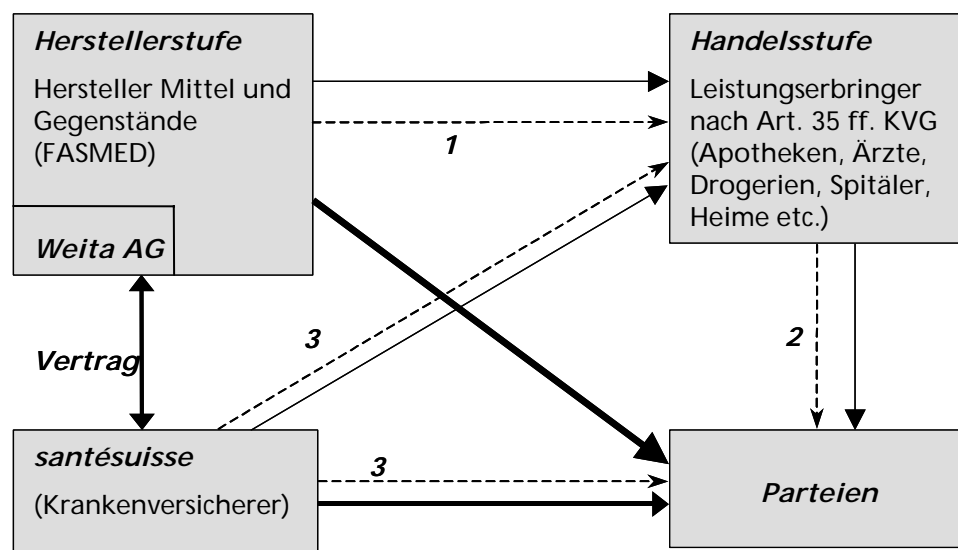 Herstellerstufe
Hersteller Mittel und
Gegenstände
(FASMED)
Weita AG
Handelsstufe
Leistungserbringer
nach Art. 35 ff. KVG
(Apotheken, Ärzte,
Drogerien, Spitäler,
Heime etc.)
1
3
2
Vertrag
santésuisse
(Krankenversicherer)
3
Parteien